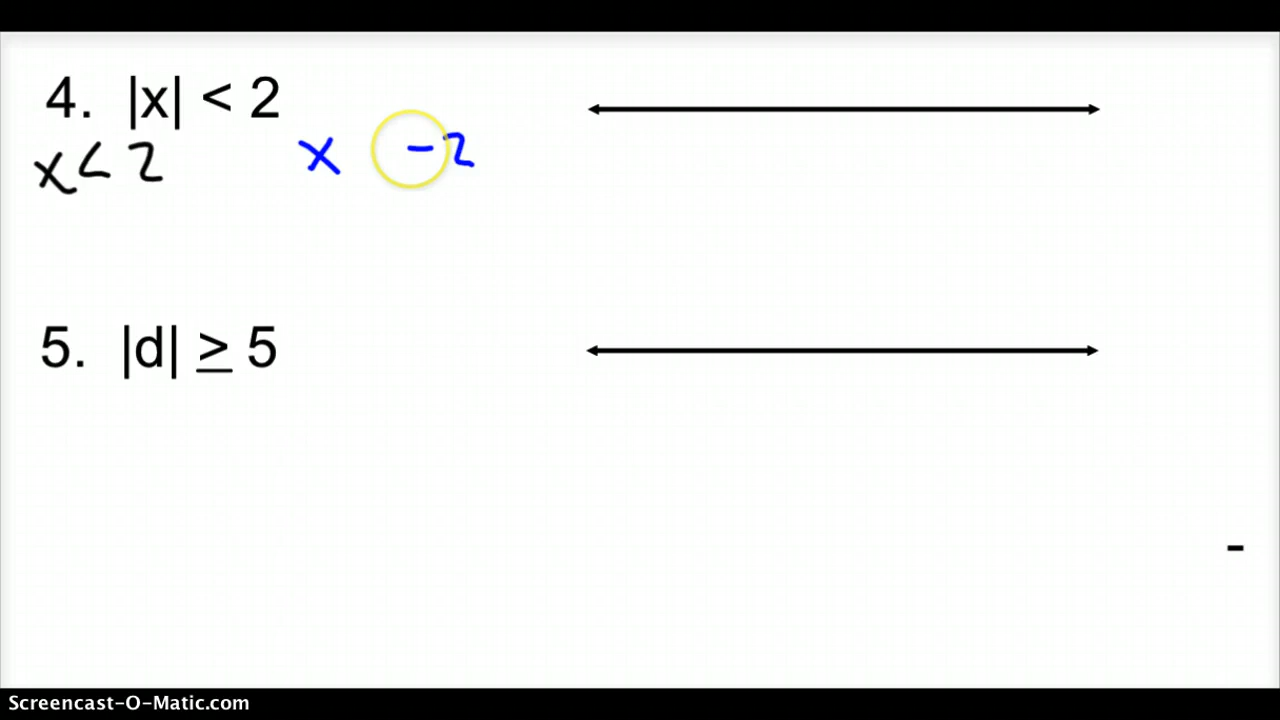 4. |x| < 2
x < 2 x -2
5. |d| ≥ 5
-
Screencast-O-Matic.com